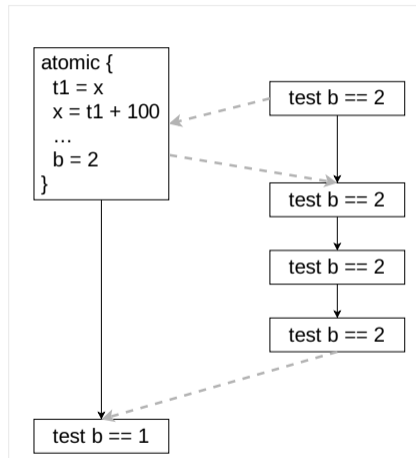 atomic {
t1 = x
x = t1 + 100
...
b = 2
}
test b == 2
test b == 2
test b == 2
test b == 2
test b == 1